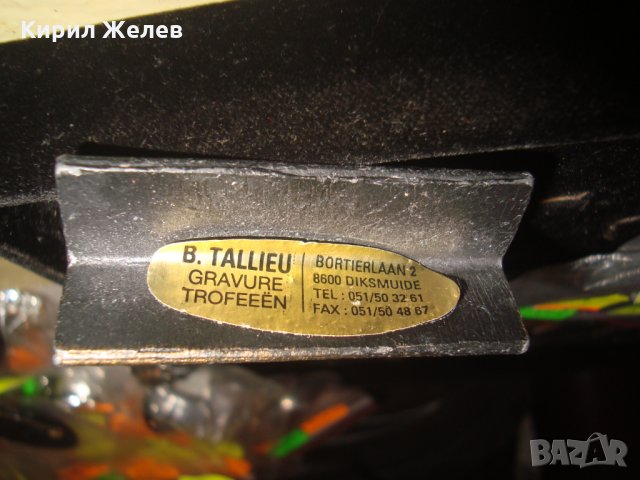 Кирил Желев
B. TALLIEU
GRAVURE
TROFEEËN
BORTIERLAAN 2
8600 DIKSMUIDE
TEL : 051/50 32 61
FAX : 051/50 48 67
BAZAR